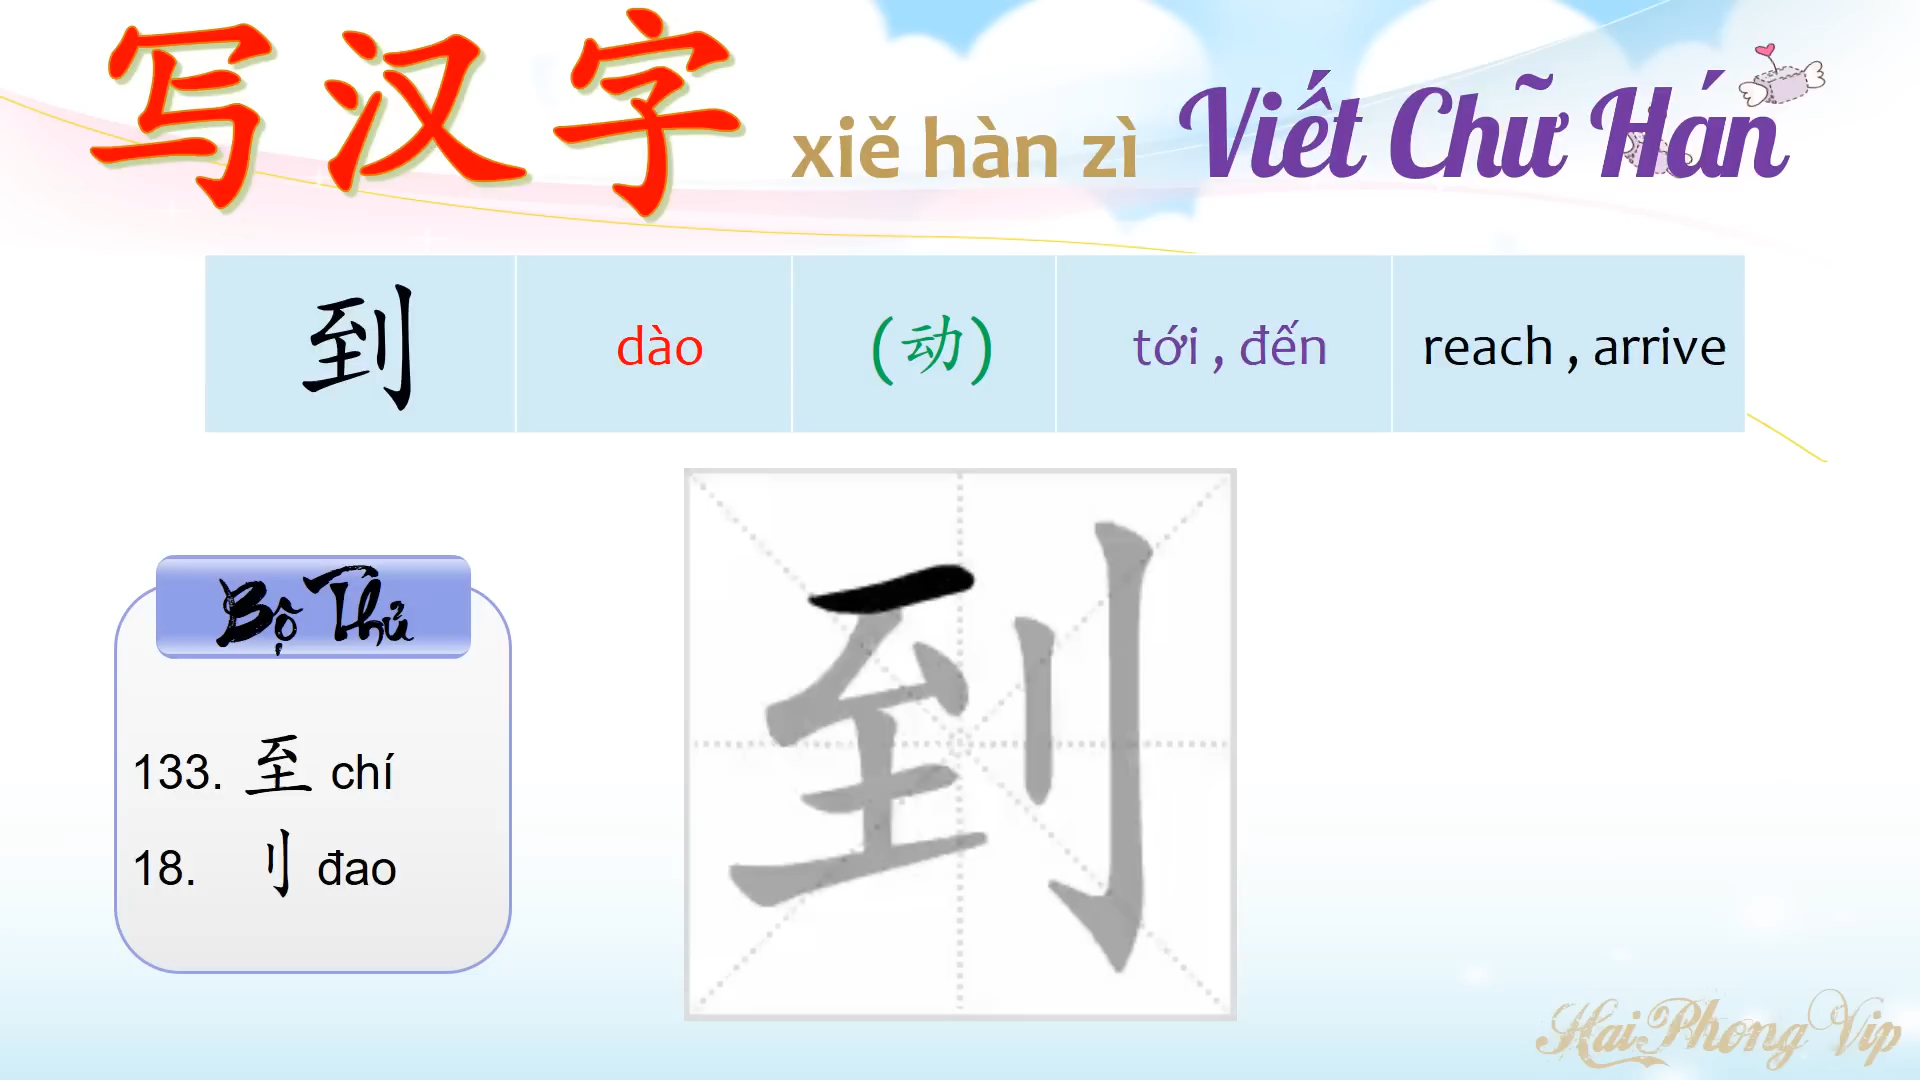 写汉字 xiě hàn zì Viết Chữ Hán
到 dào (动) tới , đến reach , arrive
Bộ Thủ
133. 至 chí
18. 刂 đao
到
HaiPhongVip